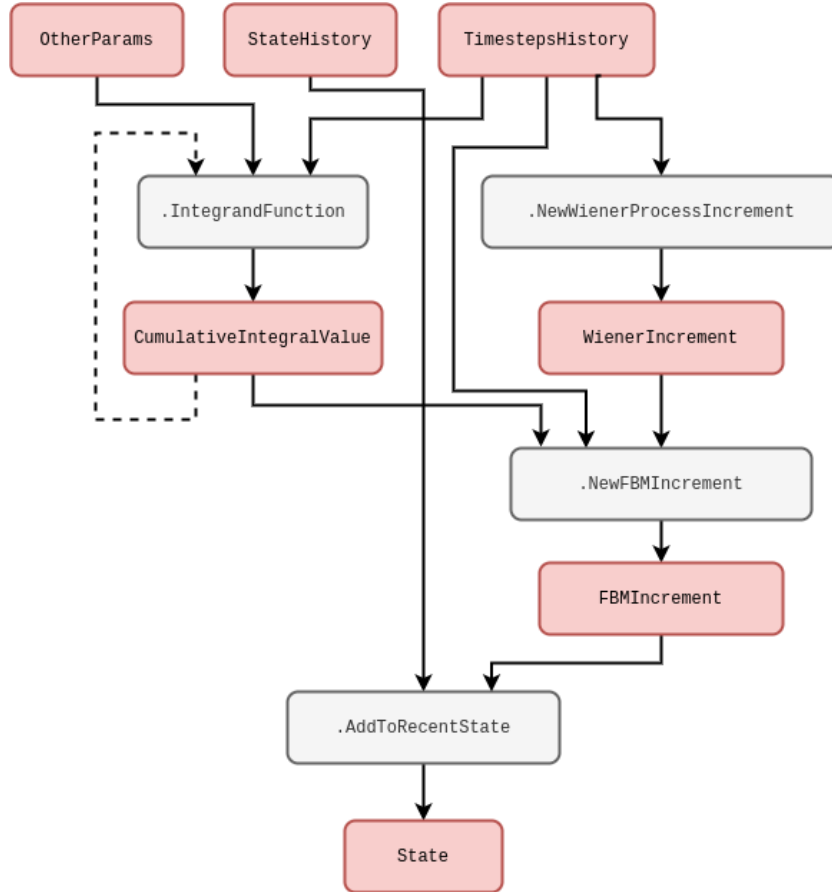 OtherParams
StateHistory
TimestepsHistory
.IntegrandFunction
.NewWienerProcessIncrement
CumulativeIntegralValue
WienerIncrement
.NewFBMIncrement
FBMIncrement
.AddToRecentState
State